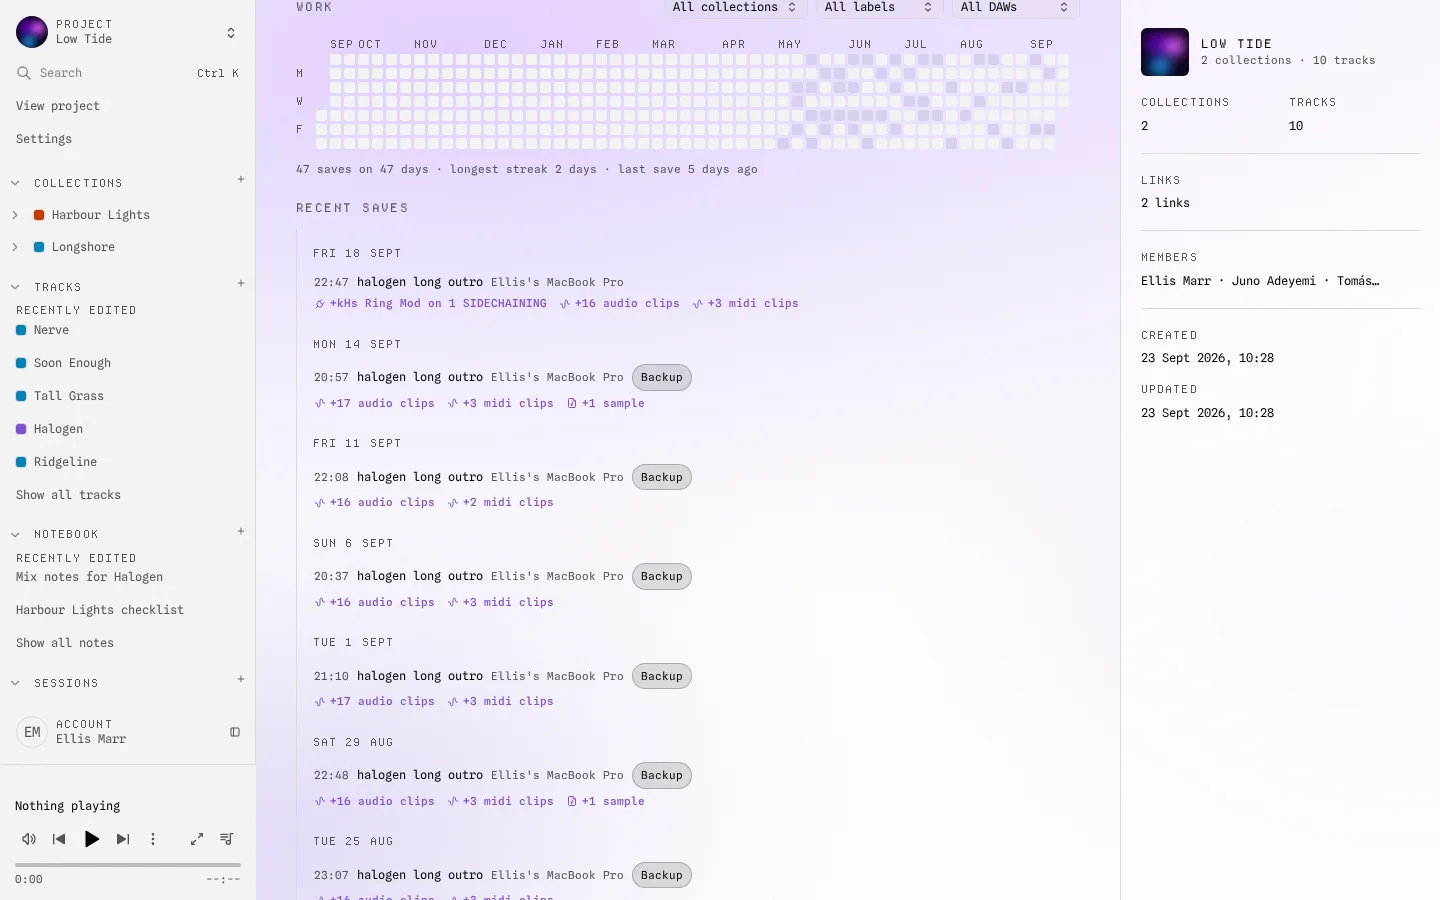 PROJECT
Low Tide
Search Ctrl K
View project
Settings
COLLECTIONS +
Harbour Lights
Longshore
TRACKS +
RECENTLY EDITED
Nerve
Soon Enough
Tall Grass
Halogen
Ridgeline
Show all tracks
NOTEBOOK +
RECENTLY EDITED
Mix notes for Halogen
Harbour Lights checklist
Show all notes
SESSIONS +
EM
ACCOUNT
Ellis Marr
Nothing playing
0:00 --:--
WORK
All collections All labels All DAWs
SEP OCT NOV DEC JAN FEB MAR APR MAY JUN JUL AUG SEP
M
W
F
47 saves on 47 days · longest streak 2 days · last save 5 days ago
RECENT SAVES
FRI 18 SEPT
22:47 halogen long outro Ellis's MacBook Pro
+kHs Ring Mod on 1 SIDECHAINING +16 audio clips +3 midi clips
MON 14 SEPT
20:57 halogen long outro Ellis's MacBook Pro Backup
+17 audio clips +3 midi clips +1 sample
FRI 11 SEPT
22:08 halogen long outro Ellis's MacBook Pro Backup
+16 audio clips +2 midi clips
SUN 6 SEPT
20:37 halogen long outro Ellis's MacBook Pro Backup
+16 audio clips +3 midi clips
TUE 1 SEPT
21:10 halogen long outro Ellis's MacBook Pro Backup
+17 audio clips +3 midi clips
SAT 29 AUG
22:48 halogen long outro Ellis's MacBook Pro Backup
+16 audio clips +3 midi clips +1 sample
TUE 25 AUG
23:07 halogen long outro Ellis's MacBook Pro Backup
+16 audio clips +3 midi clips
LOW TIDE
2 collections · 10 tracks
COLLECTIONS TRACKS
2 10
LINKS
2 links
MEMBERS
Ellis Marr · Juno Adeyemi · Tomás…
CREATED
23 Sept 2026, 10:28
UPDATED
23 Sept 2026, 10:28